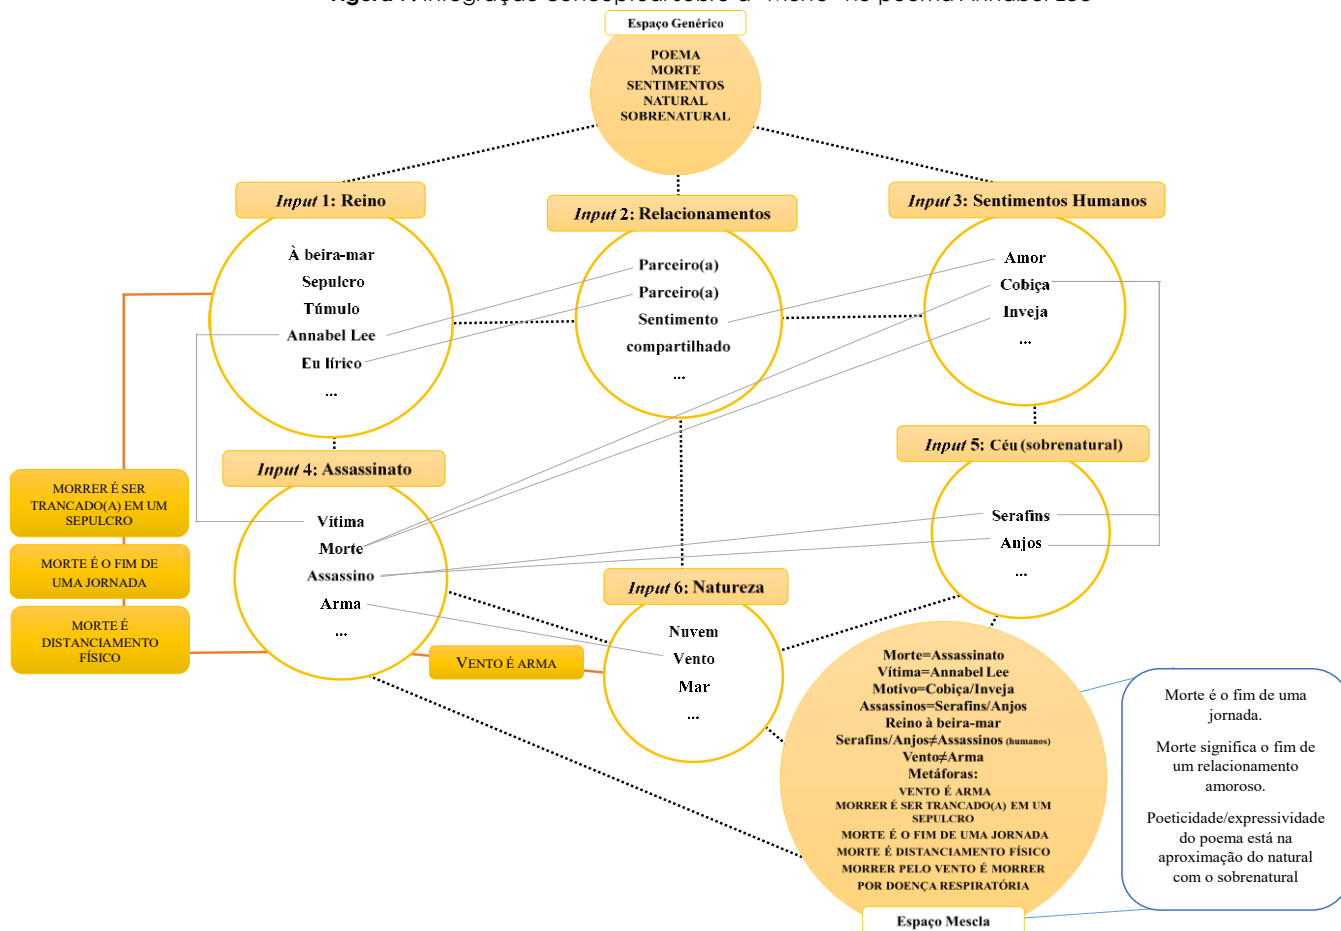 Espaço Genérico
POEMA
MORTE
SENTIMENTOS
NATURAL
SOBRENATURAL
Input 1: Reino
À beira-mar
Sepulcro
Túmulo
Annabel Lee
Eu lírico
...
Input 2: Relacionamentos
Parceiro(a)
Parceiro(a)
Sentimento
compartilhado
...
Input 3: Sentimentos Humanos
Amor
Cobiça
Inveja
...
Input 4: Assassinato
Vítima
Morte
Assassino
Arma
...
Input 5: Céu (sobrenatural)
Serafins
Anjos
...
Input 6: Natureza
Nuvem
Vento
Mar
...
MORRER É SER
TRANCADO(A) EM UM
SEPULCRO
MORTE É O FIM DE
UMA JORNADA
MORTE É
DISTANCIAMENTO
FÍSICO
VENTO É ARMA
Morte=Assassinato
Vítima=Annabel Lee
Motivo=Cobiça/Inveja
Assassinos=Serafins/Anjos
Reino à beira-mar
Serafins/Anjos≠Assassinos (humanos)
Vento≠Arma
Metáforas:
VENTO É ARMA
MORRER É SER TRANCADO(A) EM UM
SEPULCRO
MORTE É O FIM DE UMA JORNADA
MORTE É DISTANCIAMENTO FÍSICO
MORRER PELO VENTO É MORRER
POR DOENÇA RESPIRATÓRIA
Espaço Mescla
Morte é o fim de uma
jornada.
Morte significa o fim de
um relacionamento
amoroso.
Poeticidade/expressividade
do poema está na
aproximação do natural
com o sobrenatural